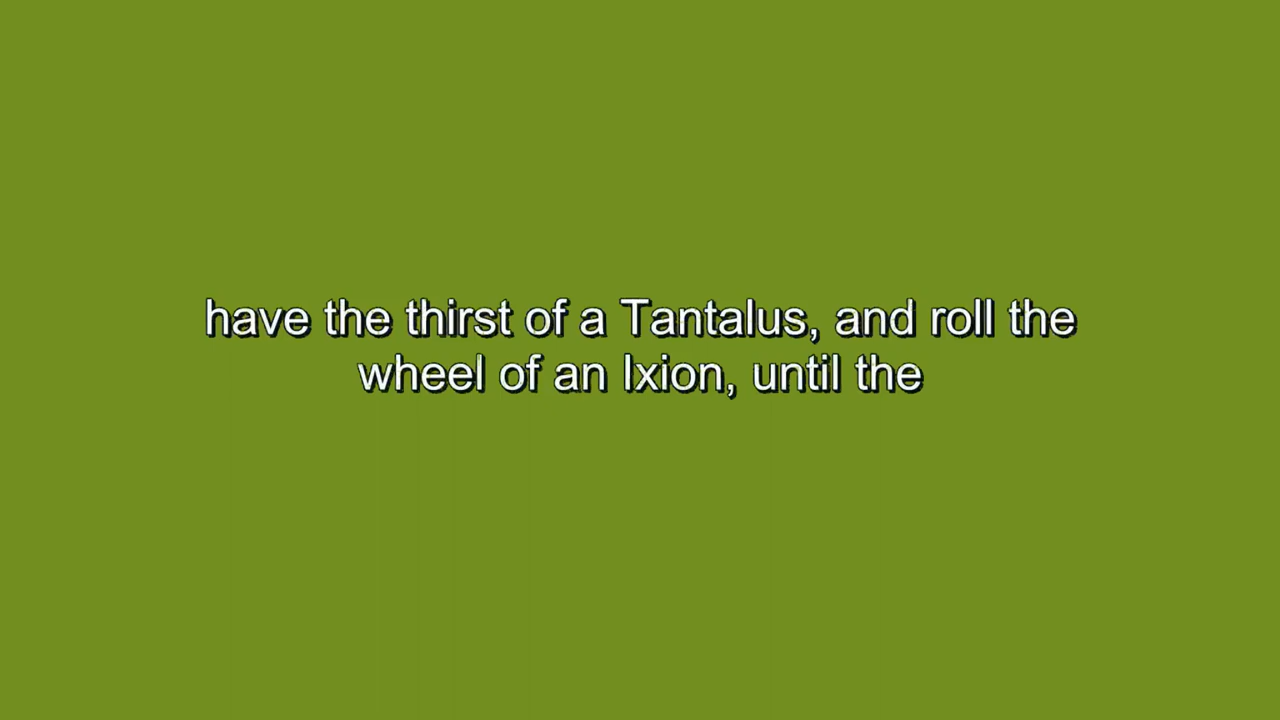 have the thirst of a Tantalus, and roll the
wheel of an Ixion, until the